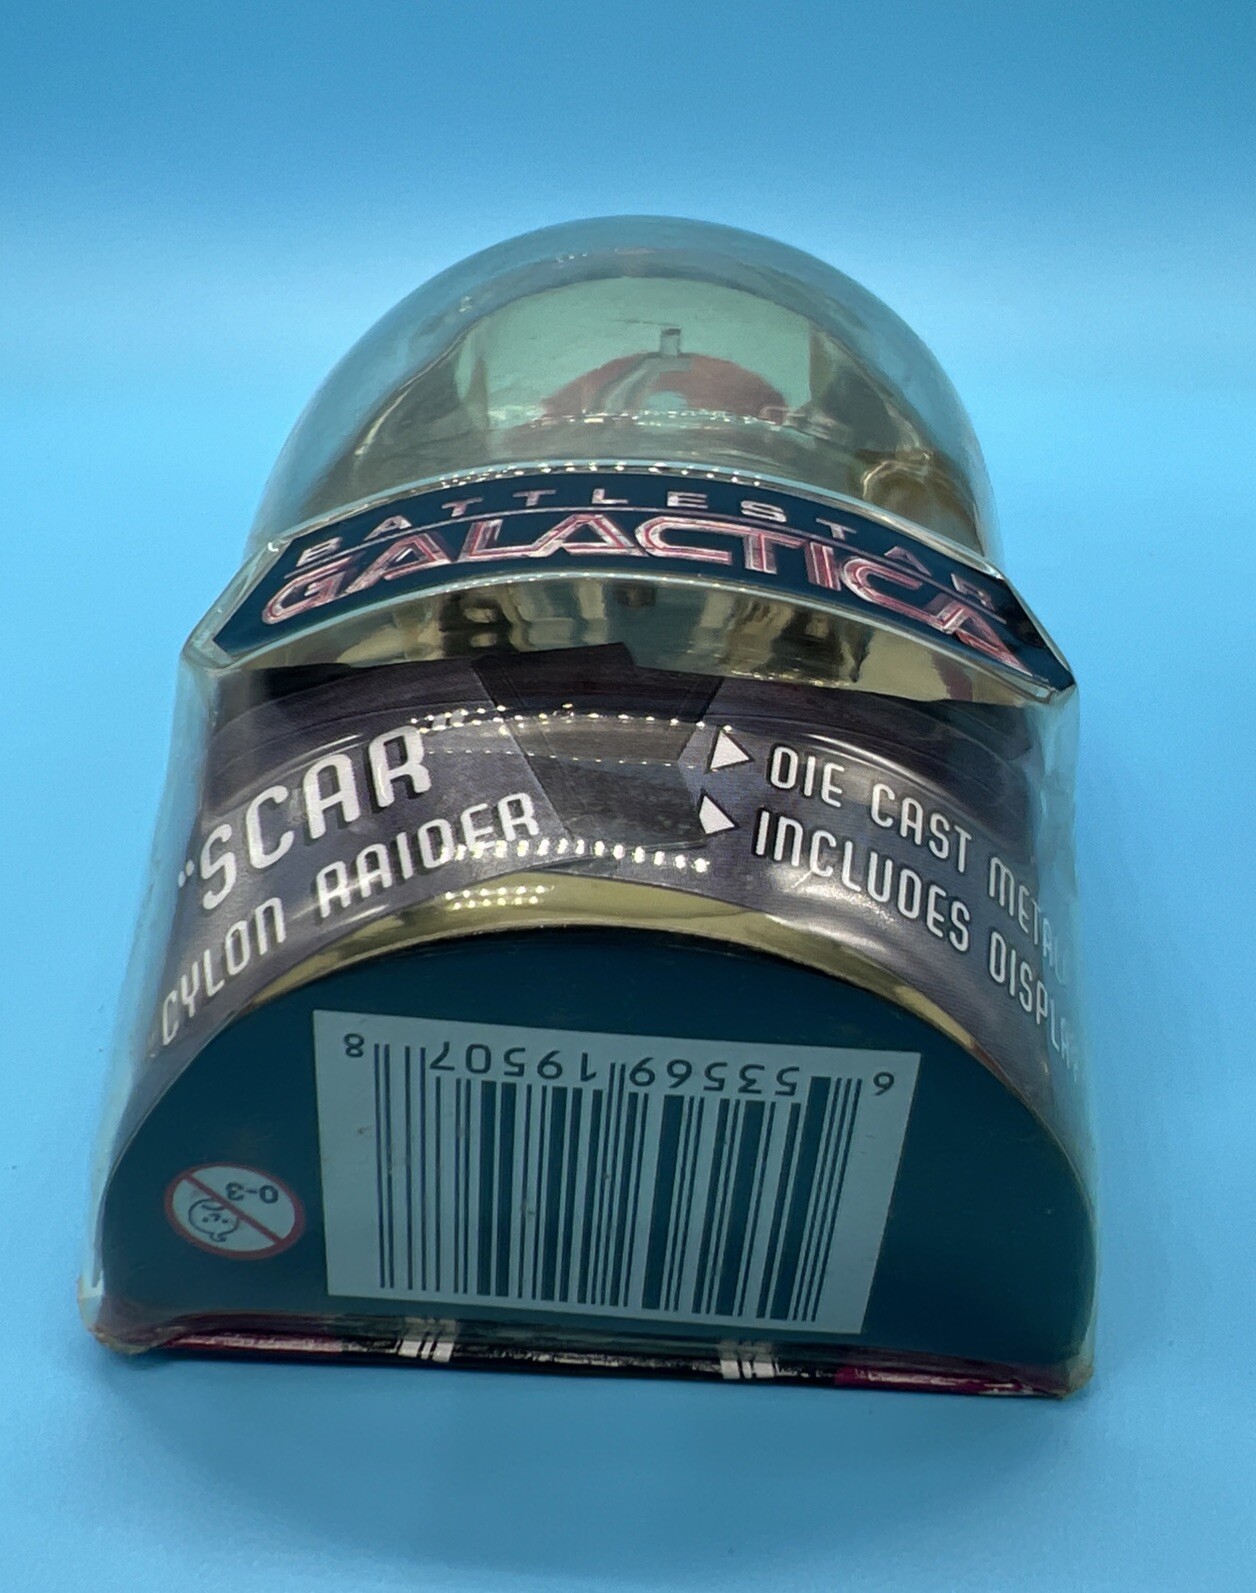 BATTLESTAR
GALACTICA
"SCAR"
CYLON RAIDER
DIE CAST METAL
INCLUDES DISPLAY
6 53569 19507 8
0-3